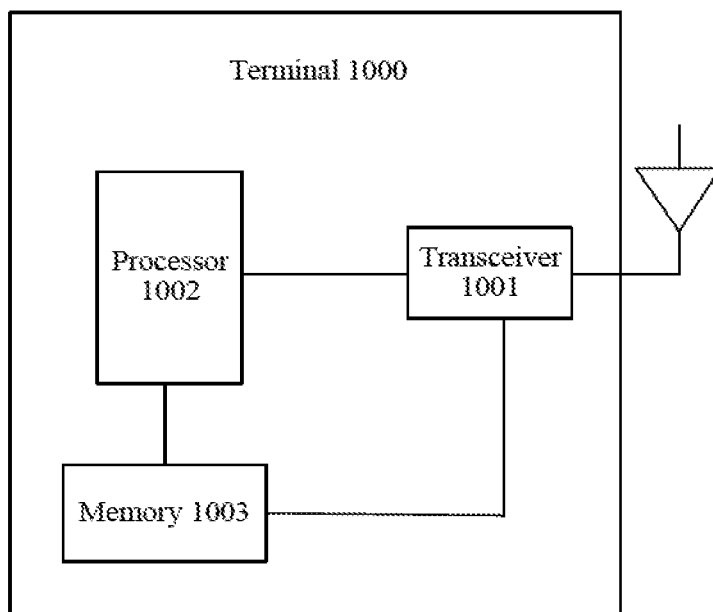 Terminal 1000
Processor
1002
Transceiver
1001
Memory 1003